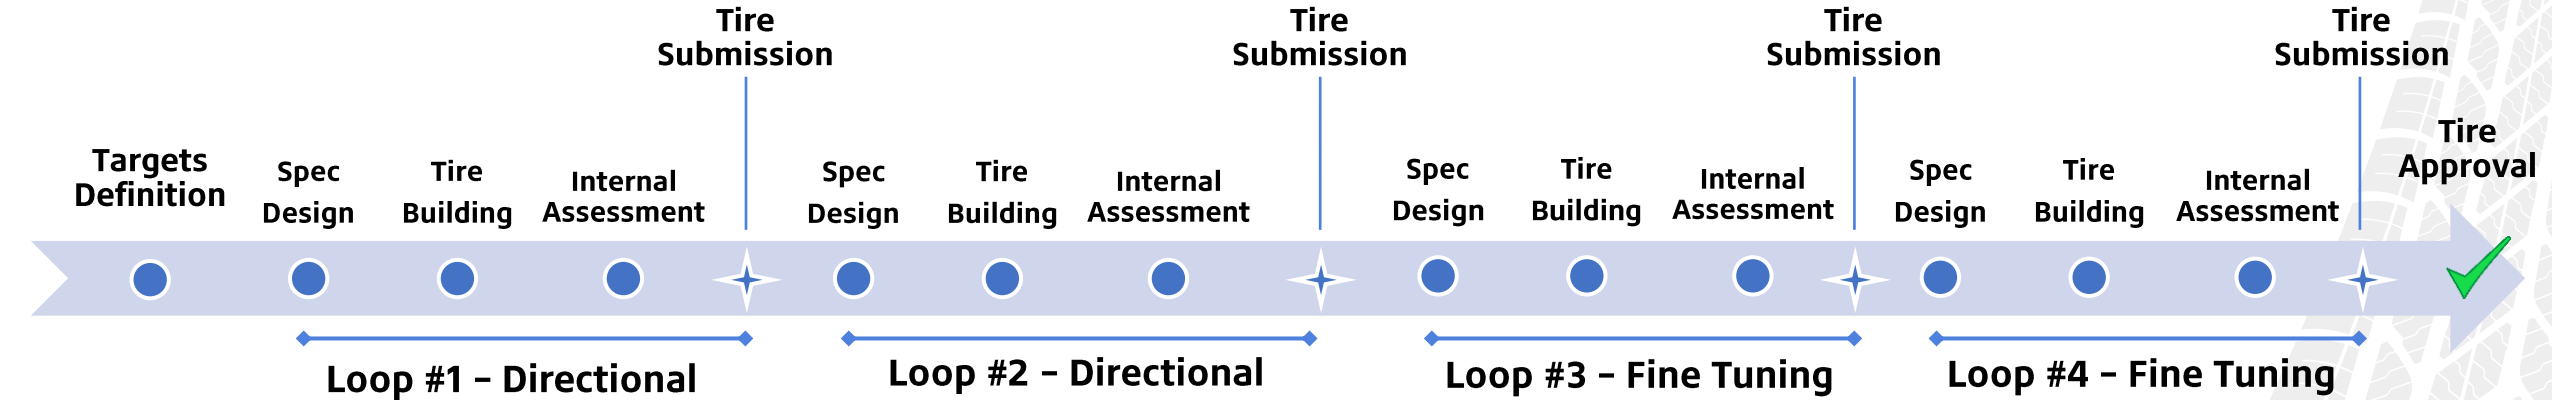 Tire
Submission
Tire
Submission
Tire
Submission
Tire
Submission
Targets
Definition
Spec
Design
Tire
Building
Internal
Assessment
Spec
Design
Tire
Building
Internal
Assessment
Spec
Design
Tire
Building
Internal
Assessment
Spec
Design
Tire
Building
Internal
Assessment
Tire
Approval
Loop #1 – Directional
Loop #2 – Directional
Loop #3 – Fine Tuning
Loop #4 – Fine Tuning